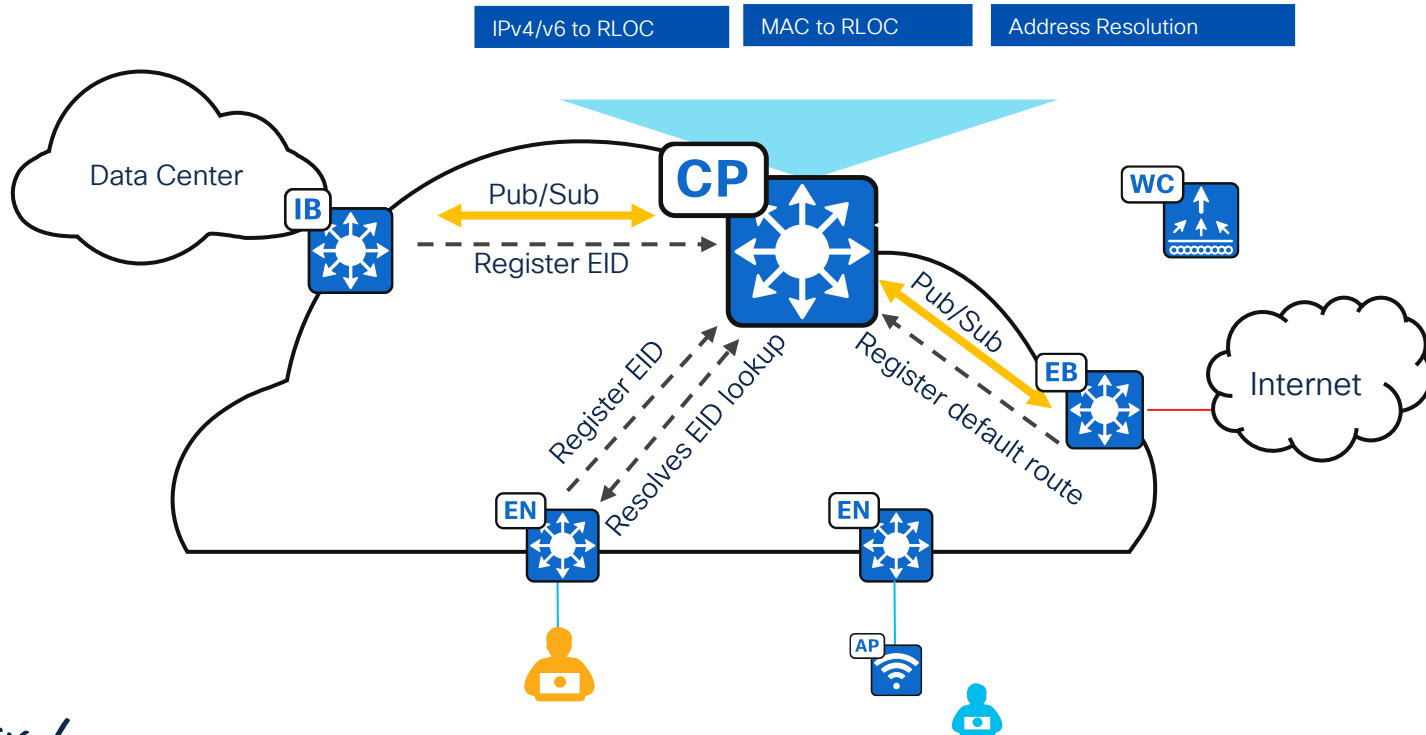 IPv4/v6 to RLOC
MAC to RLOC
Address Resolution
Data Center
IB
Pub/Sub
Register EID
CP
WC
Pub/Sub
Register default route
EB
Internet
Register EID
Resolves EID lookup
EN
EN
AP